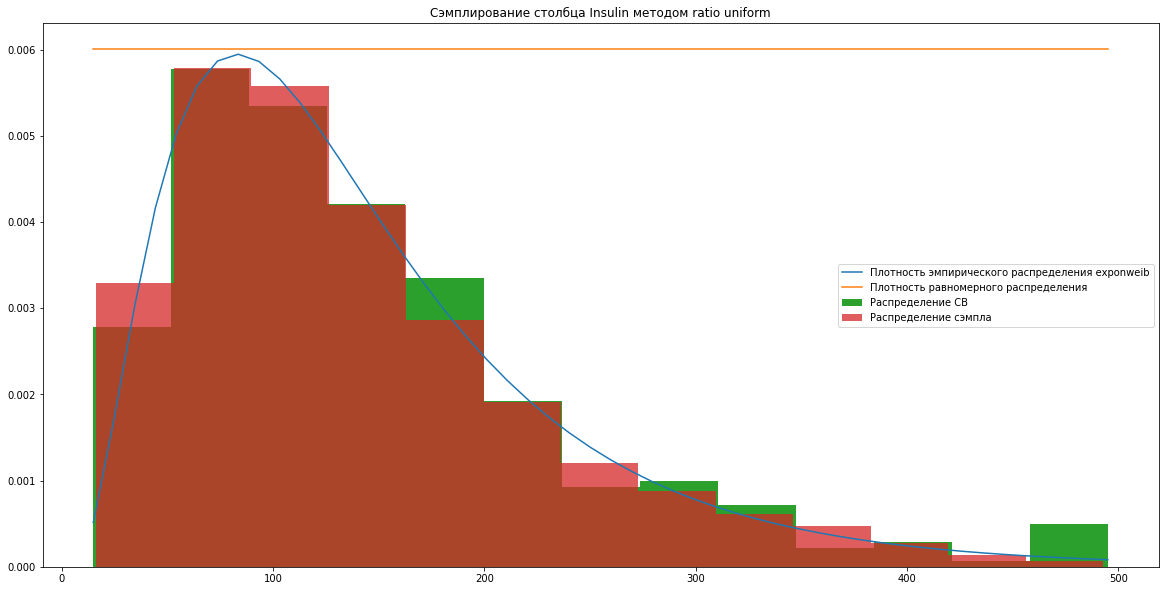 Сэмплирование столбца Insulin методом ratio uniform
0.006
0.005
0.004
0.003
0.002
0.001
0.000
Плотность эмпирического распределения exponweib
Плотность равномерного распределения
Распределение СВ
Распределение сэмпла
0 100 200 300 400 500